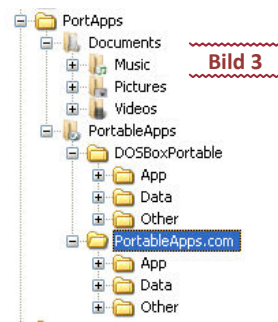 PortApps
Documents
Bild 3
Music
Pictures
Videos
PortableApps
DOSBoxPortable
App
Data
Other
PortableApps.com
App
Data
Other